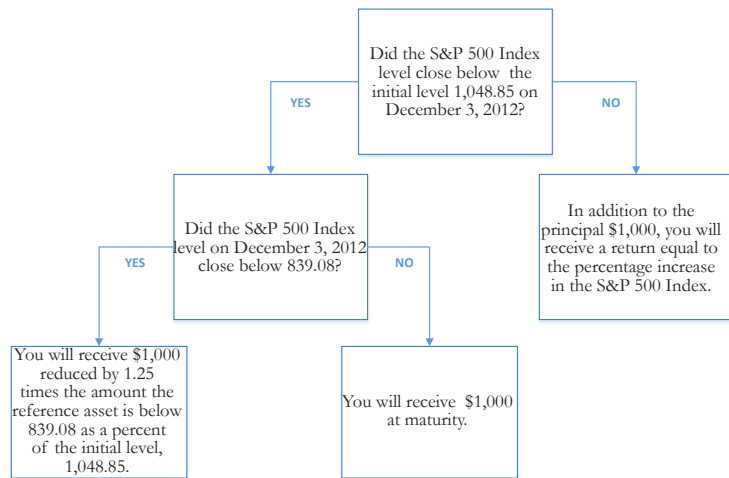 Did the S&P 500 Index
level close below the
initial level 1,048.85 on
December 3, 2012?
YES
NO
Did the S&P 500 Index
level on December 3, 2012
close below 839.08?
In addition to the
principal $1,000, you will
receive a return equal to
the percentage increase
in the S&P 500 Index.
YES
NO
You will receive $1,000
reduced by 1.25
times the amount the
reference asset is below
839.08 as a percent
of the initial level,
1,048.85.
You will receive $1,000
at maturity.